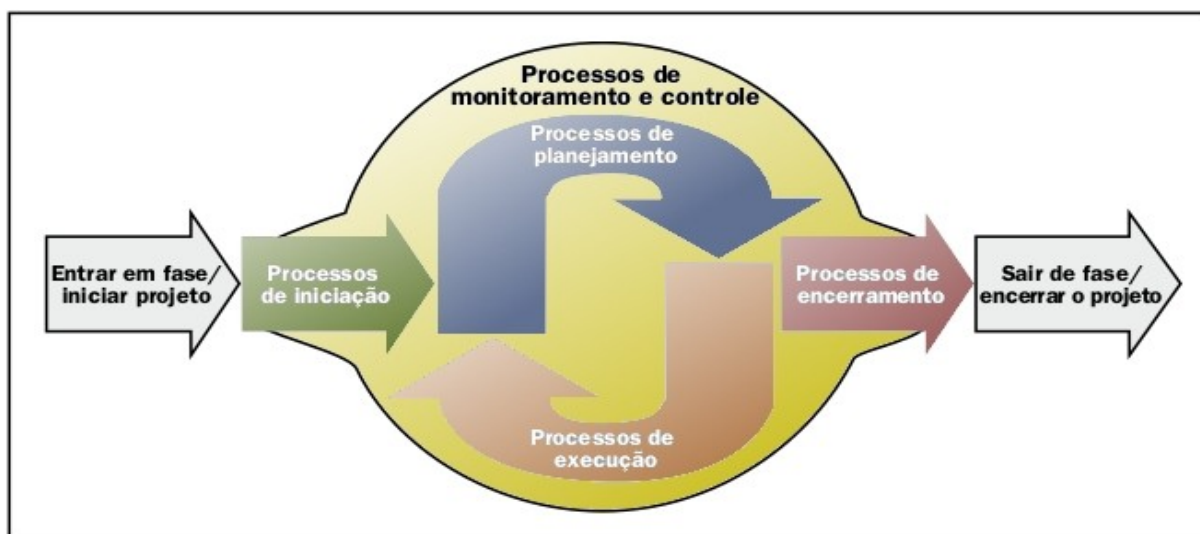 Processos de
monitoramento e controle
Processos de
planejamento
Entrar em fase/
iniciar projeto
Processos
de iniciação
Processos de
encerramento
Sair de fase/
encerrar o projeto
Processos de
execução